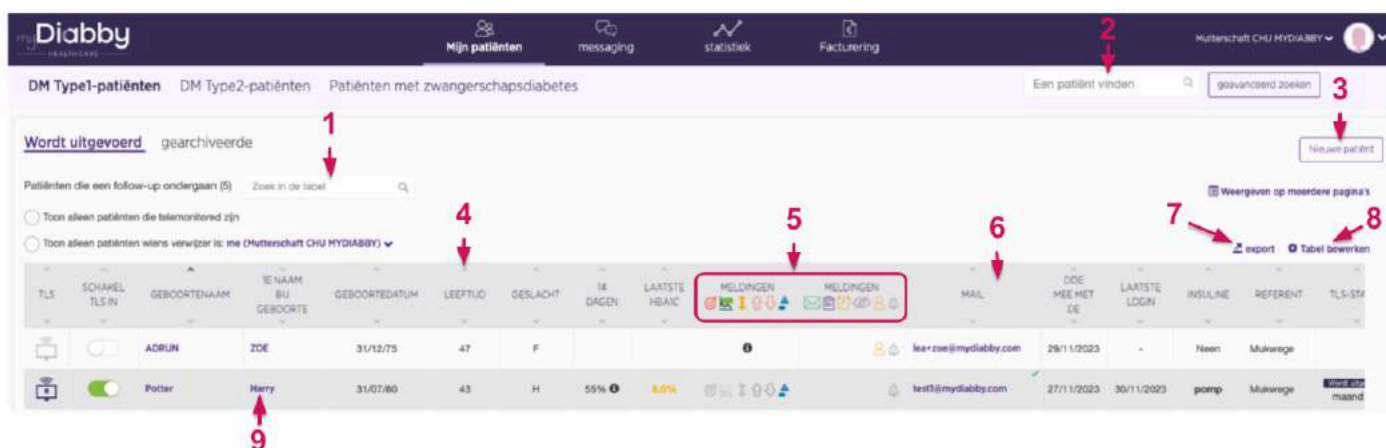 myDiabby
HEALTHCARE
Mijn patiënten
messaging
statistiek
Facturering
2
Mutterschaft CHU MYDIABBY
DM Type1-patiënten DM Type2-patiënten Patiënten met zwangerschapsdiabetes
Een patiënt vinden
geavanceerd zoeken
3
1
Wordt uitgevoerd gearchiveerde
Nieuwe patiënt
Patiënten die een follow-up ondergaan (5) Zoek in de tabel
Weergeven op meerdere pagina's
Toon alleen patiënten die telemonitored zijn
4 5 6 7 8
Toon alleen patiënten wiens verwijzer is: me (Mutterschaft CHU MYDIABBY)
export Tabel bewerken
TLS
SCHAKEL
TLS IN
GEBOORTENAAM
1E NAAM
BIJ
GEBOORTE
GEBOORTEDATUM
LEEFTIJD
GESLACHT
14
DAGEN
LAATSTE
HBA1C
MELDINGEN
MELDINGEN
MAIL
DOE
MEE MET
DE
LAATSTE
LOGIN
INSULINE
REFERENT
TLS-STA
ADRIJN ZOE 31/12/75 47 F lea+zoe@mydiabby.com 29/11/2023 - Neen Mukwege
Potter Harry 31/07/80 43 H 55% 8.0% test1@mydiabby.com 27/11/2023 30/11/2023 pomp Mukwege
maand
9